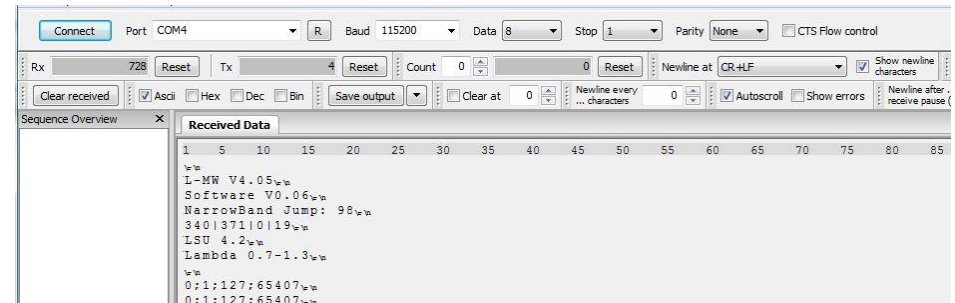 Connect Port COM4 R Baud 115200 Data 8 Stop 1 Parity None CTS Flow control
Rx 728 Reset Tx 4 Reset Count 0 0 Reset Newline at CR+LF Show newline characters
Clear received Ascii Hex Dec Bin Save output Clear at 0 Newline every ... characters 0 Autoscroll Show errors Newline after . receive pause (
Sequence Overview X Received Data
1 5 10 15 20 25 30 35 40 45 50 55 60 65 70 75 80 85
\r\n
L-MW V4.05\r\n
Software V0.06\r\n
NarrowBand Jump: 98\r\n
340|371|0|19\r\n
LSU 4.2\r\n
Lambda 0.7-1.3\r\n
\r\n
0;1;127;65407\r\n
0;1;127;65407\r\n